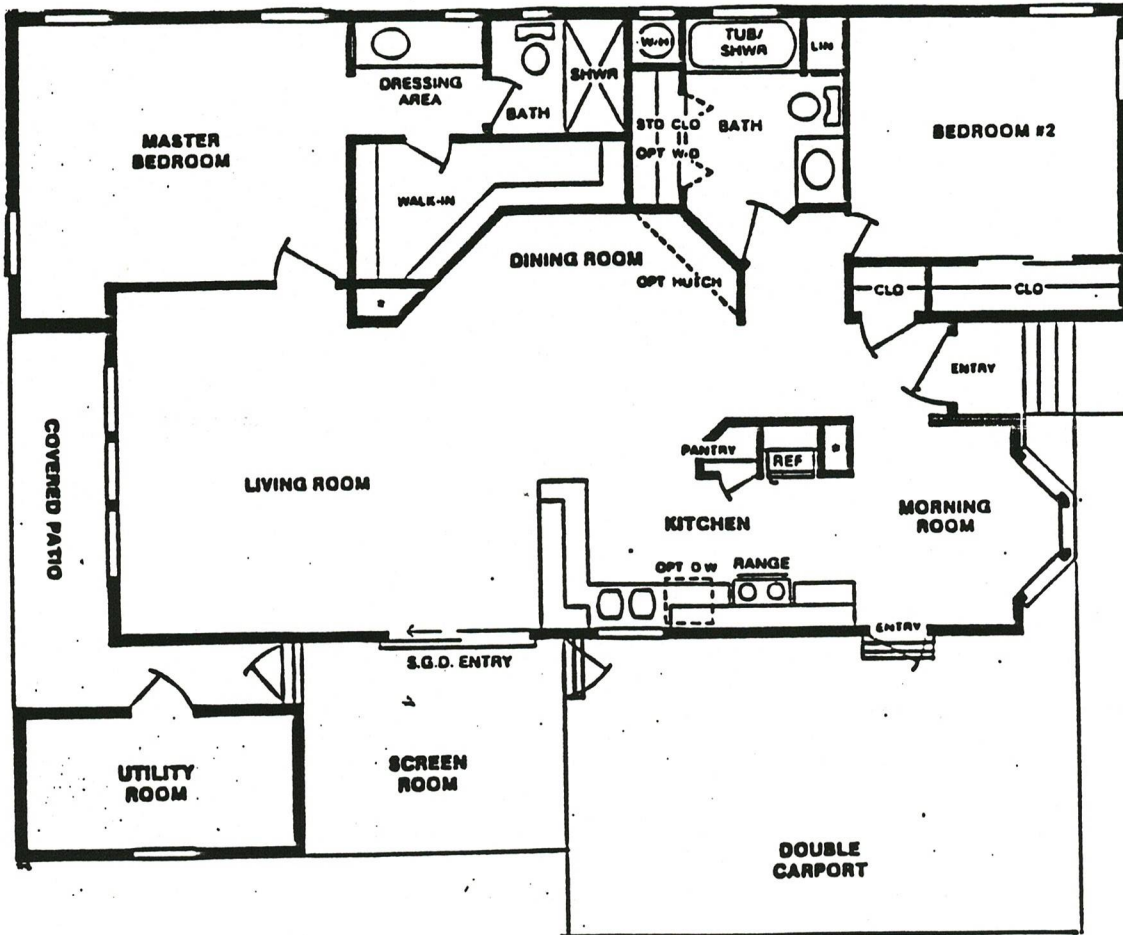 W/H
TUB/
SHWR
LIN
DRESSING
AREA
BATH
SHWR
STD CLO
OPT W/D
BATH
BEDROOM #2
MASTER
BEDROOM
WALK-IN
DINING ROOM
OPT HUTCH
*
CLO
CLO
ENTRY
COVERED PATIO
LIVING ROOM
PANTRY
REF
*
KITCHEN
MORNING
ROOM
OPT D W
RANGE
ENTRY
S.G.D. ENTRY
UTILITY
ROOM
SCREEN
ROOM
DOUBLE
CARPORT